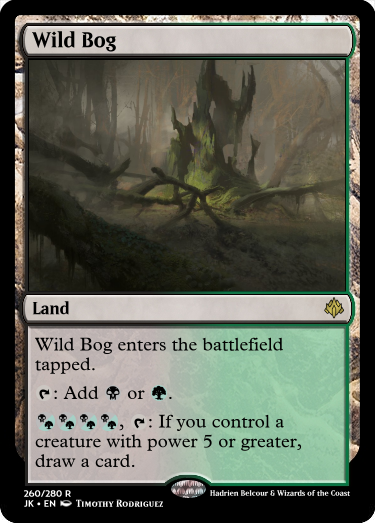 Wild Bog
Land
Wild Bog enters the battlefield
tapped.
: Add or .
, : If you control a
creature with power 5 or greater,
draw a card.
260/280 R
JK • EN Timothy Rodriguez
Hadrien Belcour & Wizards of the Coast